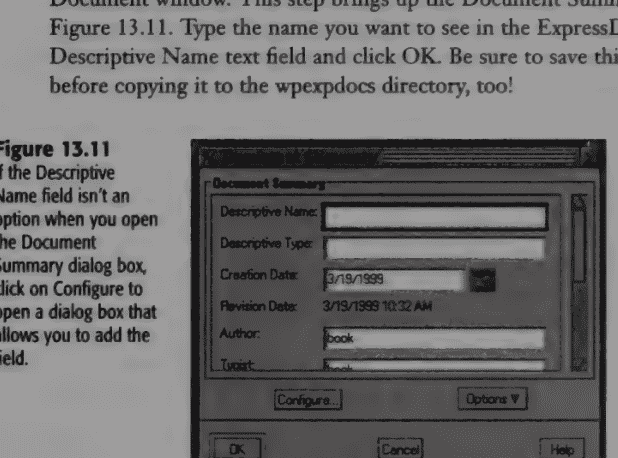 Document window. This step brings up the Document Summ
Figure 13.11. Type the name you want to see in the ExpressD
Descriptive Name text field and click OK. Be sure to save thi
before copying it to the wpexpdocs directory, too!
Figure 13.11
If the Descriptive
Name field isn't an
option when you open
the Document
Summary dialog box,
click on Configure to
open a dialog box that
allows you to add the
field.
Document Summary
Descriptive Name:
Descriptive Type:
Creation Date: 3/19/1999
Revision Date: 3/19/1999 10:32 AM
Author: book
Typist: book
Configure... Options
OK Cancel Help